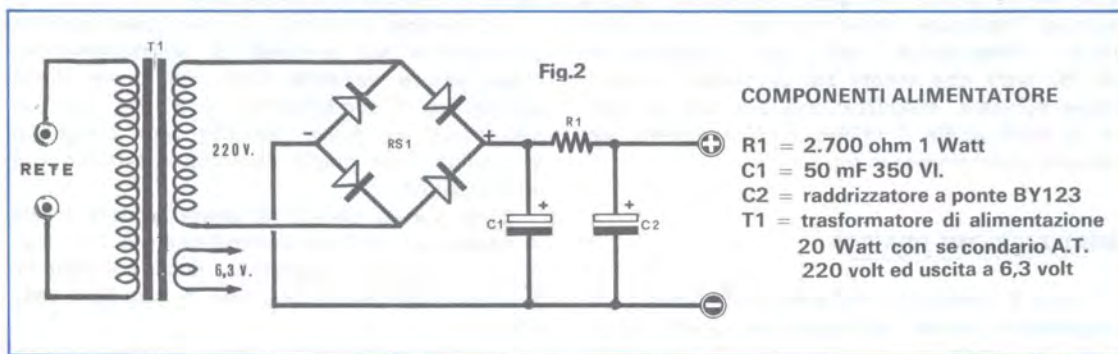 T1
Fig.2
RETE
220 V.
6,3 V.
-
RS1
+
R1
+
C1
+
C2
+
-
COMPONENTI ALIMENTATORE
R1 = 2.700 ohm 1 Watt
C1 = 50 mF 350 Vl.
C2 = raddrizzatore a ponte BY123
T1 = trasformatore di alimentazione
20 Watt con secondario A.T.
220 volt ed uscita a 6,3 volt